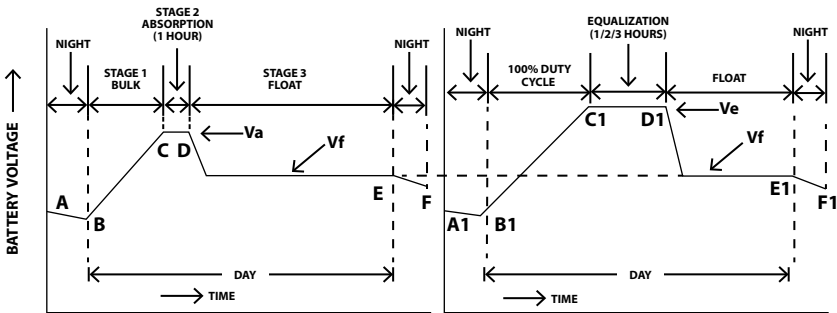 BATTERY VOLTAGE
NIGHT
STAGE 1
BULK
STAGE 2
ABSORPTION
(1 HOUR)
STAGE 3
FLOAT
NIGHT
Va
Vf
A
B
C
D
E
F
DAY
TIME
NIGHT
100% DUTY
CYCLE
EQUALIZATION
(1/2/3 HOURS)
FLOAT
NIGHT
Ve
Vf
A1
B1
C1
D1
E1
F1
DAY
TIME